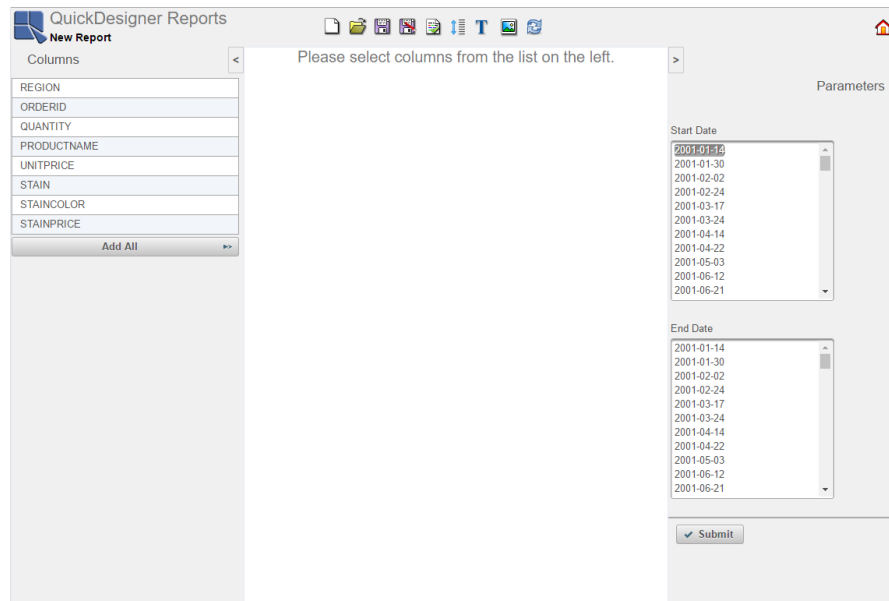 QuickDesigner Reports
New Report
Columns
<
Please select columns from the list on the left.
>
REGION
ORDERID
QUANTITY
PRODUCTNAME
UNITPRICE
STAIN
STAINCOLOR
STAINPRICE
Add All
T
Parameters
Start Date
2001-01-14
2001-01-30
2001-02-02
2001-02-24
2001-03-17
2001-03-24
2001-04-14
2001-04-22
2001-05-03
2001-06-12
2001-06-21
End Date
2001-01-14
2001-01-30
2001-02-02
2001-02-24
2001-03-17
2001-03-24
2001-04-14
2001-04-22
2001-05-03
2001-06-12
2001-06-21
Submit